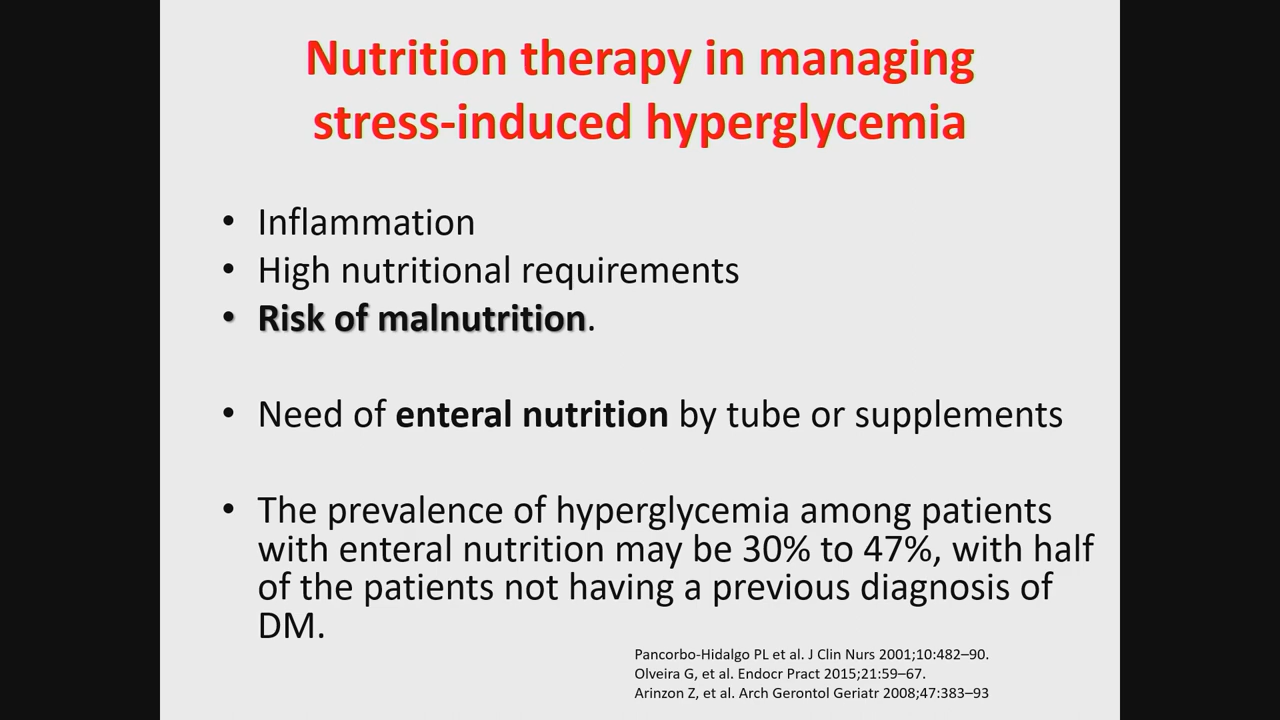 Nutrition therapy in managing
stress-induced hyperglycemia
• Inflammation
• High nutritional requirements
• Risk of malnutrition.
• Need of enteral nutrition by tube or supplements
• The prevalence of hyperglycemia among patients
with enteral nutrition may be 30% to 47%, with half
of the patients not having a previous diagnosis of
DM.
Pancorbo-Hidalgo PL et al. J Clin Nurs 2001;10:482–90.
Olveira G, et al. Endocr Pract 2015;21:59–67.
Arinzon Z, et al. Arch Gerontol Geriatr 2008;47:383–93